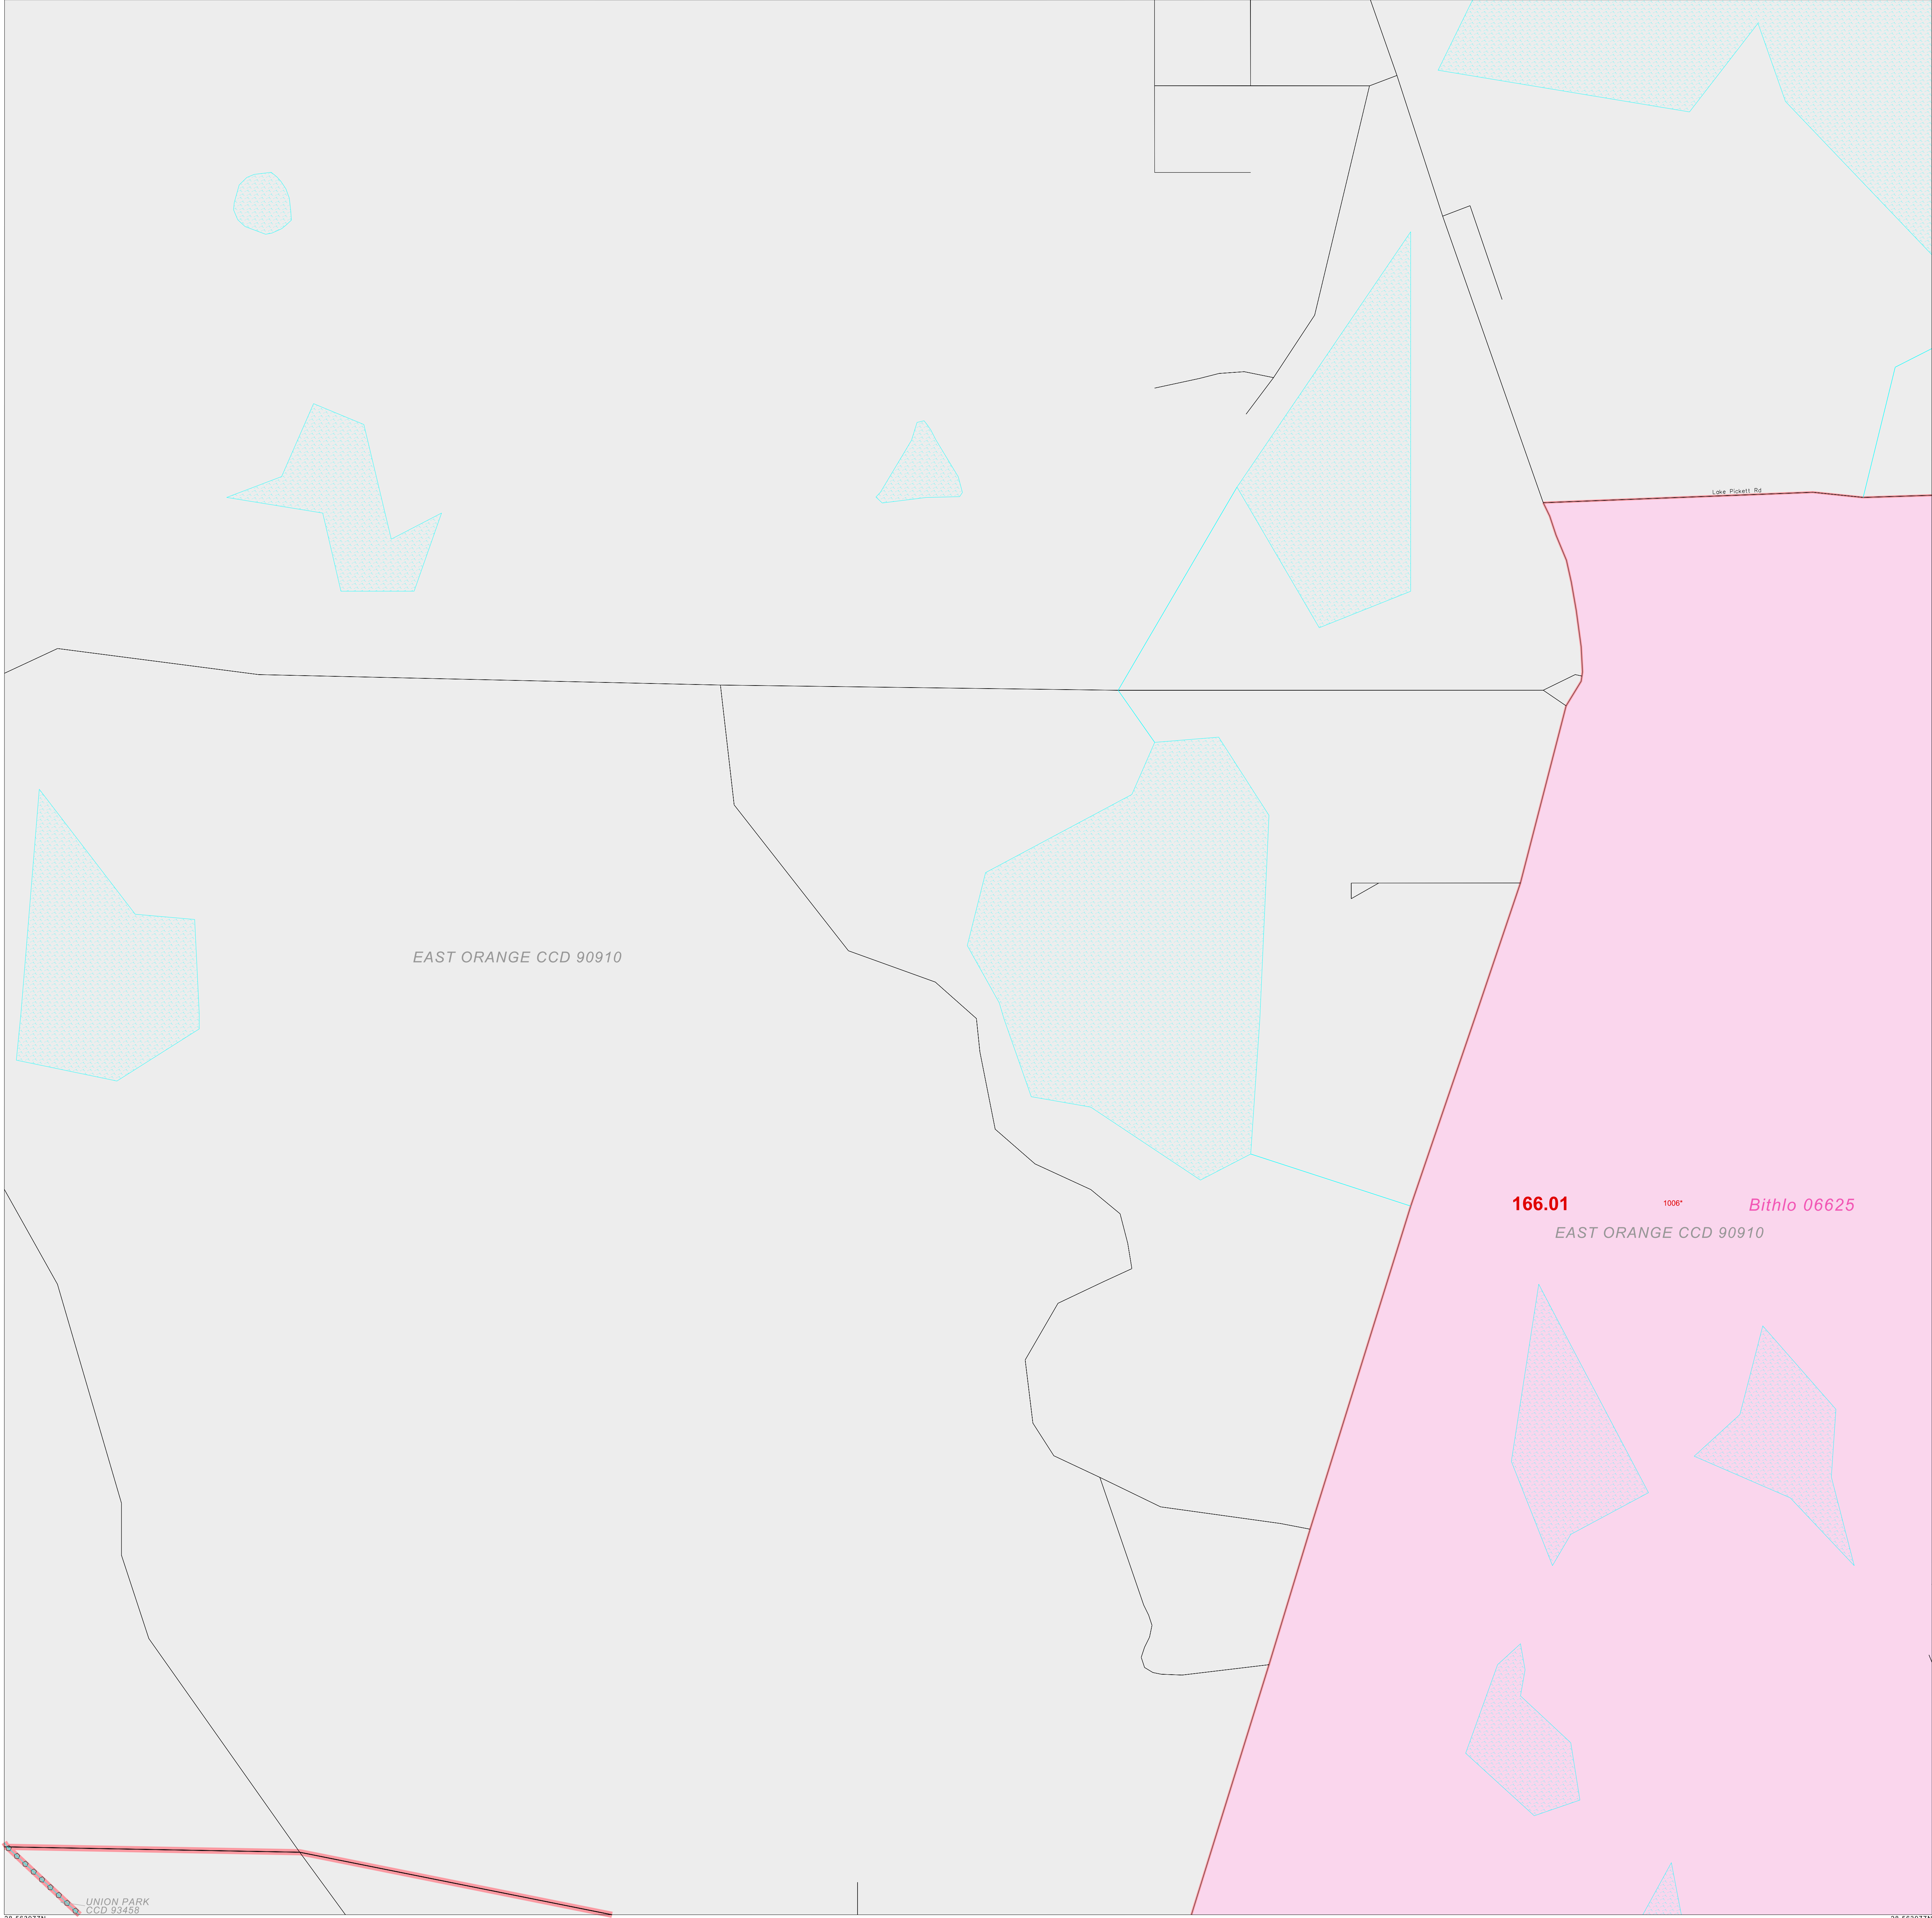 Lake Pickett Rd
EAST ORANGE CCD 90910
166.01
1006*
Bithlo 06625
EAST ORANGE CCD 90910
UNION PARK
CCD 93458